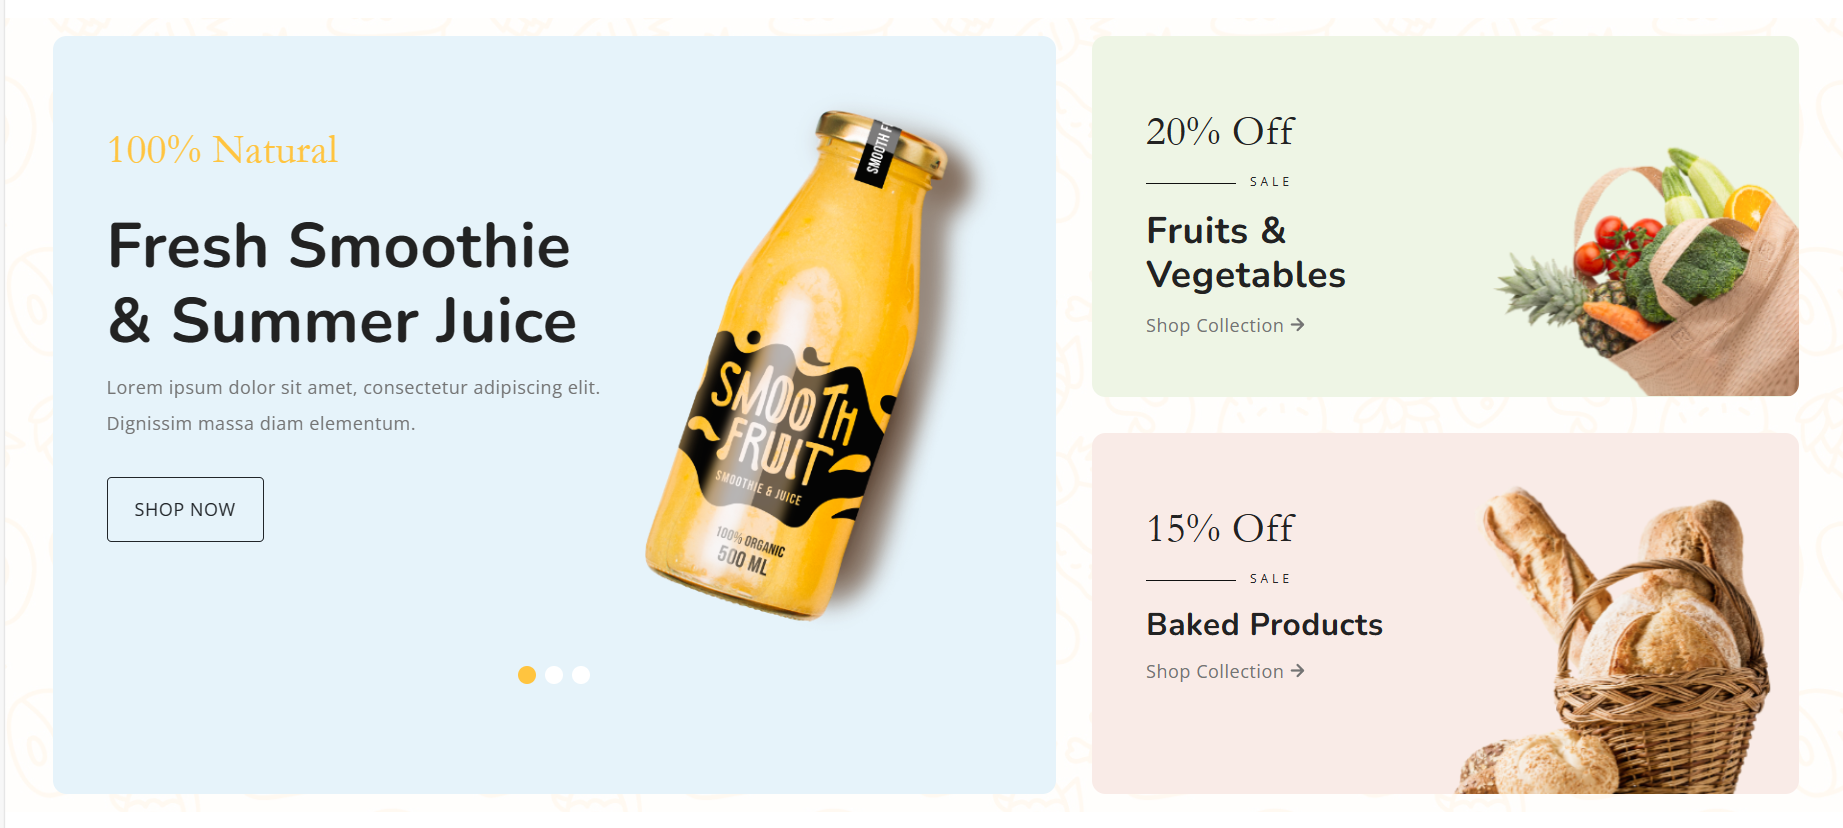 100% Natural
Fresh Smoothie
& Summer Juice
Lorem ipsum dolor sit amet, consectetur adipiscing elit.
Dignissim massa diam elementum.
SHOP NOW
SMOOTH F
SMOOTH
FRUIT
SMOOTHIE & JUICE
100% ORGANIC
500 ML
20% Off
SALE
Fruits &
Vegetables
Shop Collection →
15% Off
SALE
Baked Products
Shop Collection →